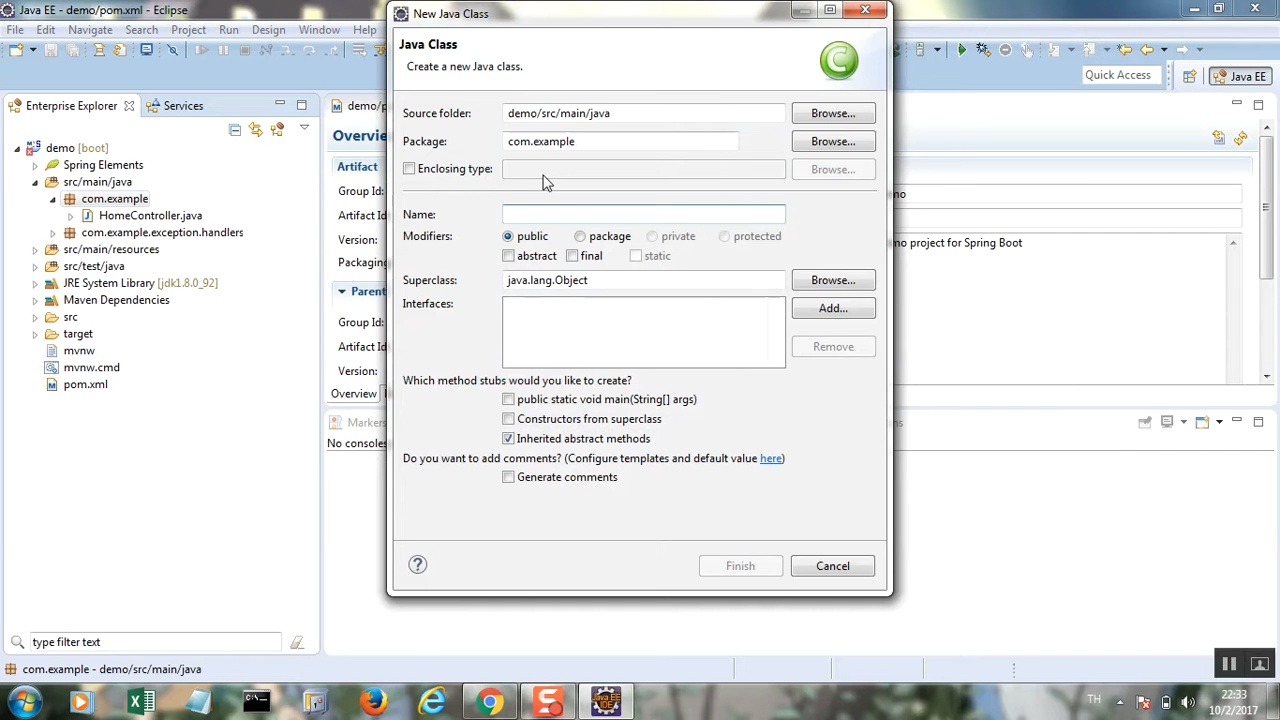 Java EE - demo/pom.xml - Eclipse
File Edit Navigate Search Project Run Design Window Help
Quick Access
Java EE
Enterprise Explorer
Services
demo [boot]
Spring Elements
src/main/java
com.example
HomeController.java
com.example.exception.handlers
src/main/resources
src/test/java
JRE System Library [jdk1.8.0_92]
Maven Dependencies
src
target
mvnw
mvnw.cmd
pom.xml
type filter text
demo/p
Artifact
Group Id:
Artifact Id
Version:
Packaging
Parent
Group Id:
Artifact Id
Version:
Overview
mo
mo project for Spring Boot
Markers
No consoles
ns
New Java Class
Java Class
Create a new Java class.
C
Source folder: demo/src/main/java Browse...
Package: com.example Browse...
Enclosing type: Browse...
Name:
Modifiers: public package private protected
abstract final static
Superclass: java.lang.Object Browse...
Interfaces: Add...
Remove
Which method stubs would you like to create?
public static void main(String[] args)
Constructors from superclass
Inherited abstract methods
Do you want to add comments? (Configure templates and default value here)
Generate comments
? Finish Cancel
com.example - demo/src/main/java
TH
22:33
10/2/2017